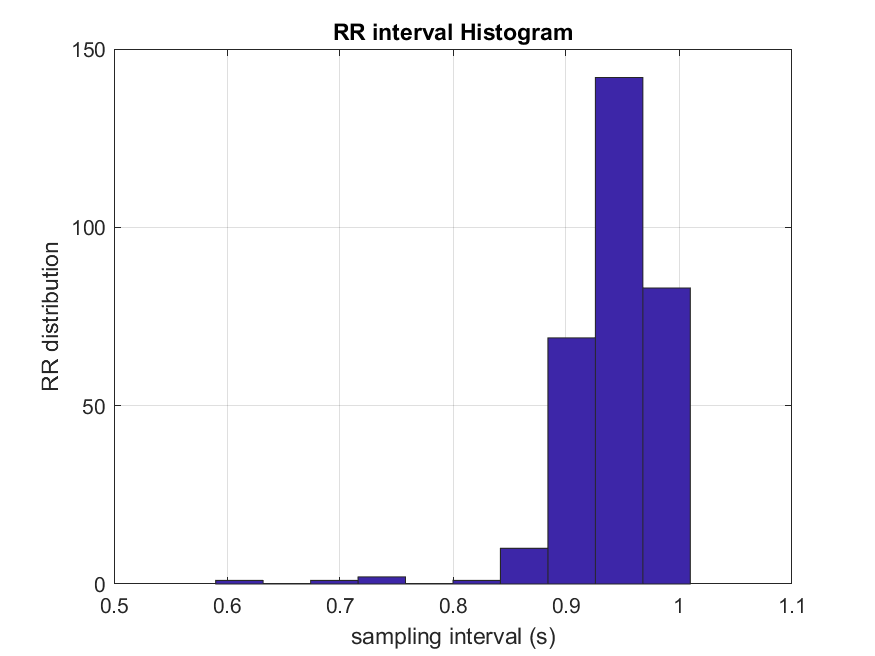 RR interval Histogram
150
100
50
0
RR distribution
0.5 0.6 0.7 0.8 0.9 1 1.1
sampling interval (s)